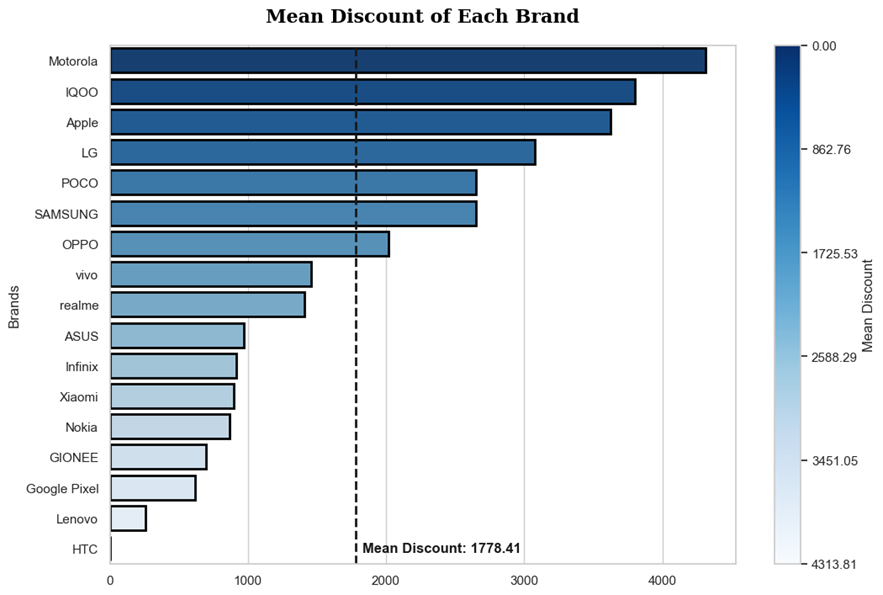 Mean Discount of Each Brand
Brands
Motorola
IQOO
Apple
LG
POCO
SAMSUNG
OPPO
vivo
realme
ASUS
Infinix
Xiaomi
Nokia
GIONEE
Google Pixel
Lenovo
HTC
Mean Discount: 1778.41
0
1000
2000
3000
4000
0.00
862.76
1725.53
2588.29
3451.05
4313.81
Mean Discount